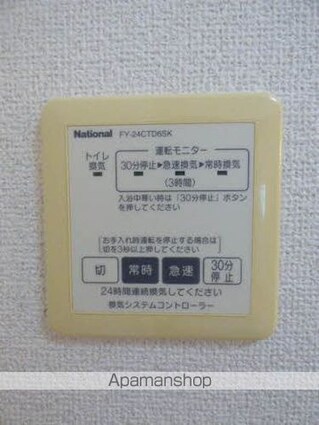 National FY-24CTD6SK
運転モニター
トイレ
換気
30分停止▶急速換気▶常時換気
(3時間)
入浴中寒い時は「30分停止」ボタン
を押してください
お手入れ時運転を停止する場合は
切を3秒以上押してください
切 常時 急速 30分
停止
24時間連続換気してください
換気システムコントローラー
Apamanshop